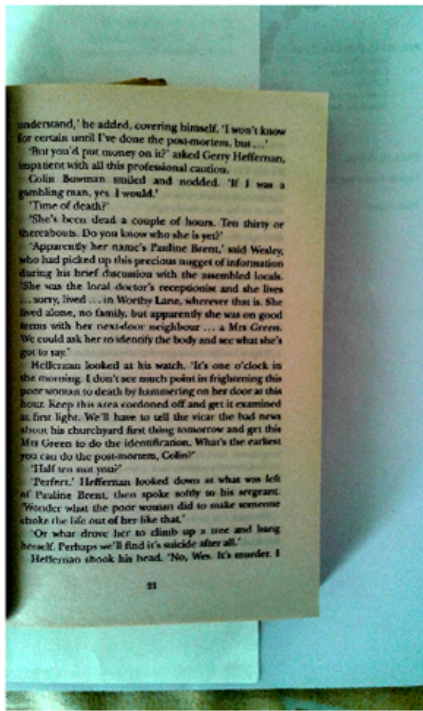 understand,' he added, covering himself. 'I won't know
for certain until I've done the post-mortem, but ...'
'But you'd put money on it?' asked Gerry Heffernan,
impatient with all this professional caution.
Colin Bowman smiled and nodded. 'If I was a
gambling man, yes I would.'
'Time of death?'
'She's been dead a couple of hours. Ten thirty or
thereabouts. Do you know who she is yet?'
'Apparently her name's Pauline Brent,' said Wesley,
who had picked up this precious nugget of information
during his brief discussion with the assembled locals.
'She was the local doctor's receptionist and she lives
... sorry, lived ... in Worthy Lane, wherever that is. She
lived alone, no family, but apparently she was on good
terms with her next-door neighbour ... a Mrs Green.
We could ask her to identify the body and see what she's
got to say.'
Heffernan looked at his watch. 'It's one o'clock in
the morning. I don't see much point in frightening this
poor woman to death by hammering on her door at this
hour. Keep this area cordoned off and get it examined
at first light. We'll have to tell the vicar the bad news
about his churchyard first thing tomorrow and get this
Mrs Green to do the identification. What's the earliest
you can do the post-mortem, Colin?'
'Half ten suit you?'
'Perfect.' Heffernan looked down at what was left
of Pauline Brent, then spoke softly to his sergeant.
'Wonder what the poor woman did to make someone
choke the life out of her like that.'
'Or what drove her to climb up a tree and hang
herself. Perhaps we'll find it's suicide after all.'
Heffernan shook his head. 'No, Wes. It's murder. I
21